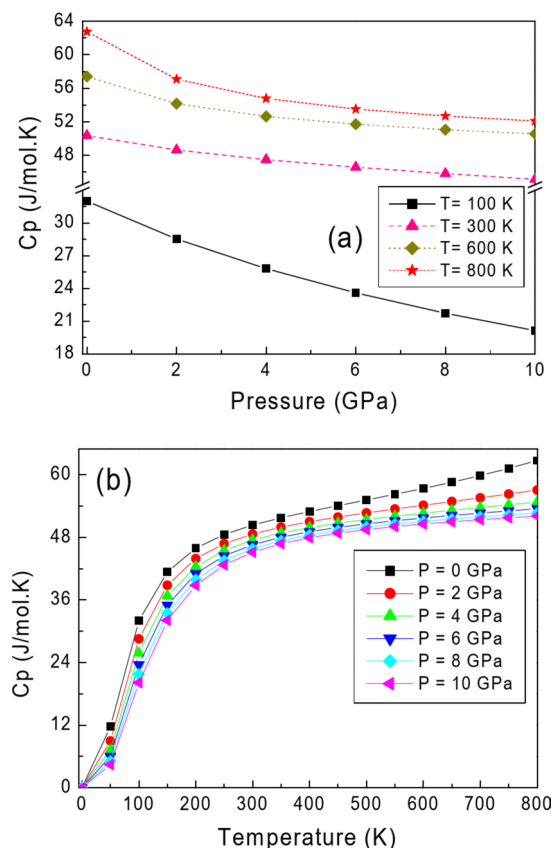 64
60
56
52
48
30
27
24
21
18
Cp (J/mol.K)
(a)
T= 100 K
T= 300 K
T= 600 K
T= 800 K
0 2 4 6 8 10
Pressure (GPa)
(b)
60
48
36
24
12
0
Cp (J/mol.K)
P = 0 GPa
P = 2 GPa
P = 4 GPa
P = 6 GPa
P = 8 GPa
P = 10 GPa
0 100 200 300 400 500 600 700 800
Temperature (K)